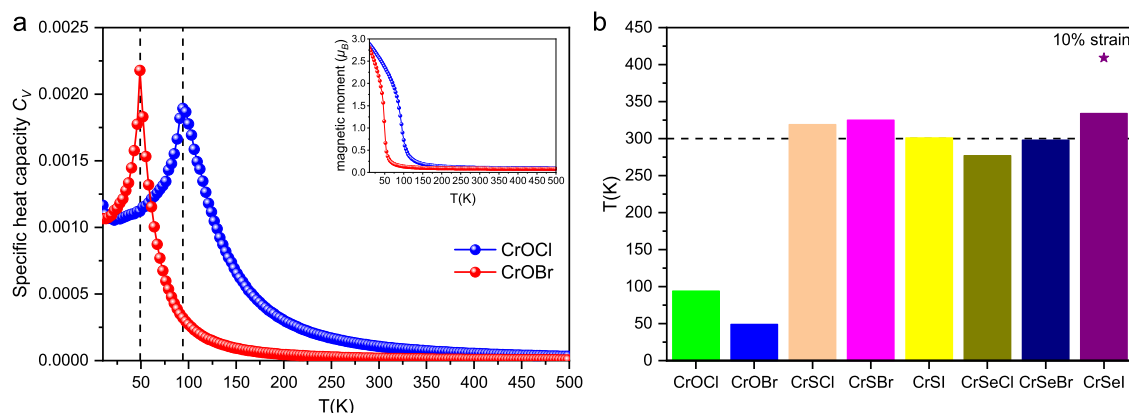 a
0.0025
0.0020
0.0015
0.0010
0.0005
0.0000
Specific heat capacity C_V
50 100 150 200 250 300 350 400 450 500
T(K)
CrOCl
CrOBr
3.0
2.5
2.0
1.5
1.0
0.5
0.0
magnetic moment (μ_B)
50 100 150 200 250 300 350 400 450 500
T(K)
b
450
400
350
300
250
200
150
100
50
0
T(K)
10% strain
CrOCl CrOBr CrSCl CrSBr CrSI CrSeCl CrSeBr CrSeI